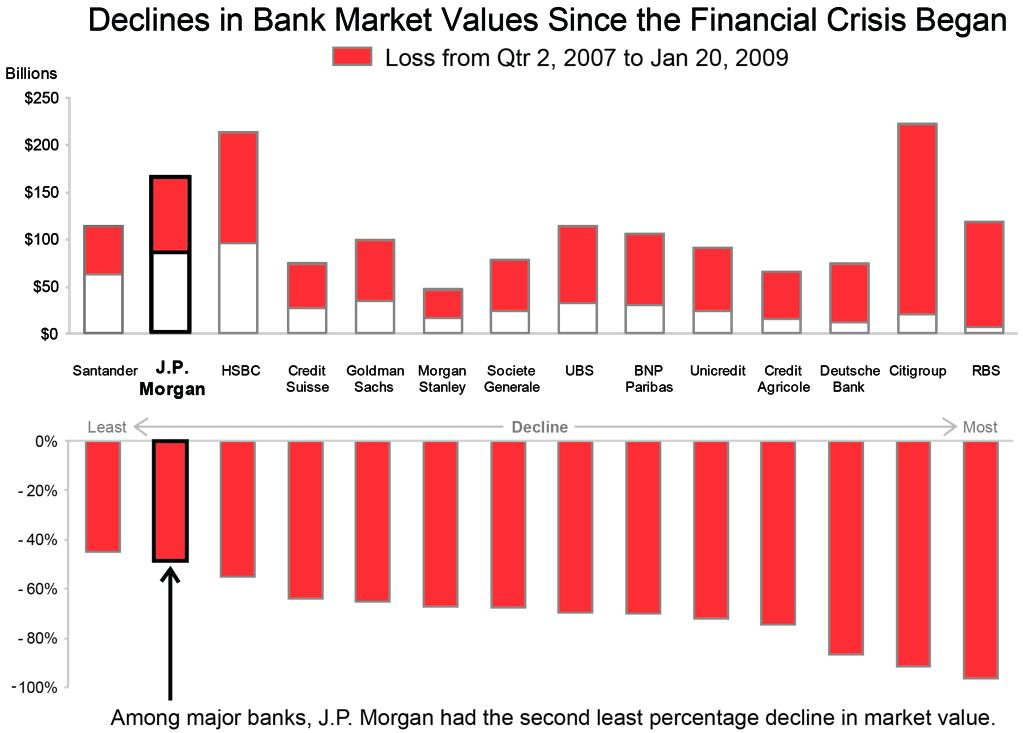 Declines in Bank Market Values Since the Financial Crisis Began
Loss from Qtr 2, 2007 to Jan 20, 2009
Billions
$250
$200
$150
$100
$50
$0
Santander
J.P. Morgan
HSBC
Credit Suisse
Goldman Sachs
Morgan Stanley
Societe Generale
UBS
BNP Paribas
Unicredit
Credit Agricole
Deutsche Bank
Citigroup
RBS
Least
Decline
Most
0%
- 20%
- 40%
- 60%
- 80%
- 100%
Among major banks, J.P. Morgan had the second least percentage decline in market value.